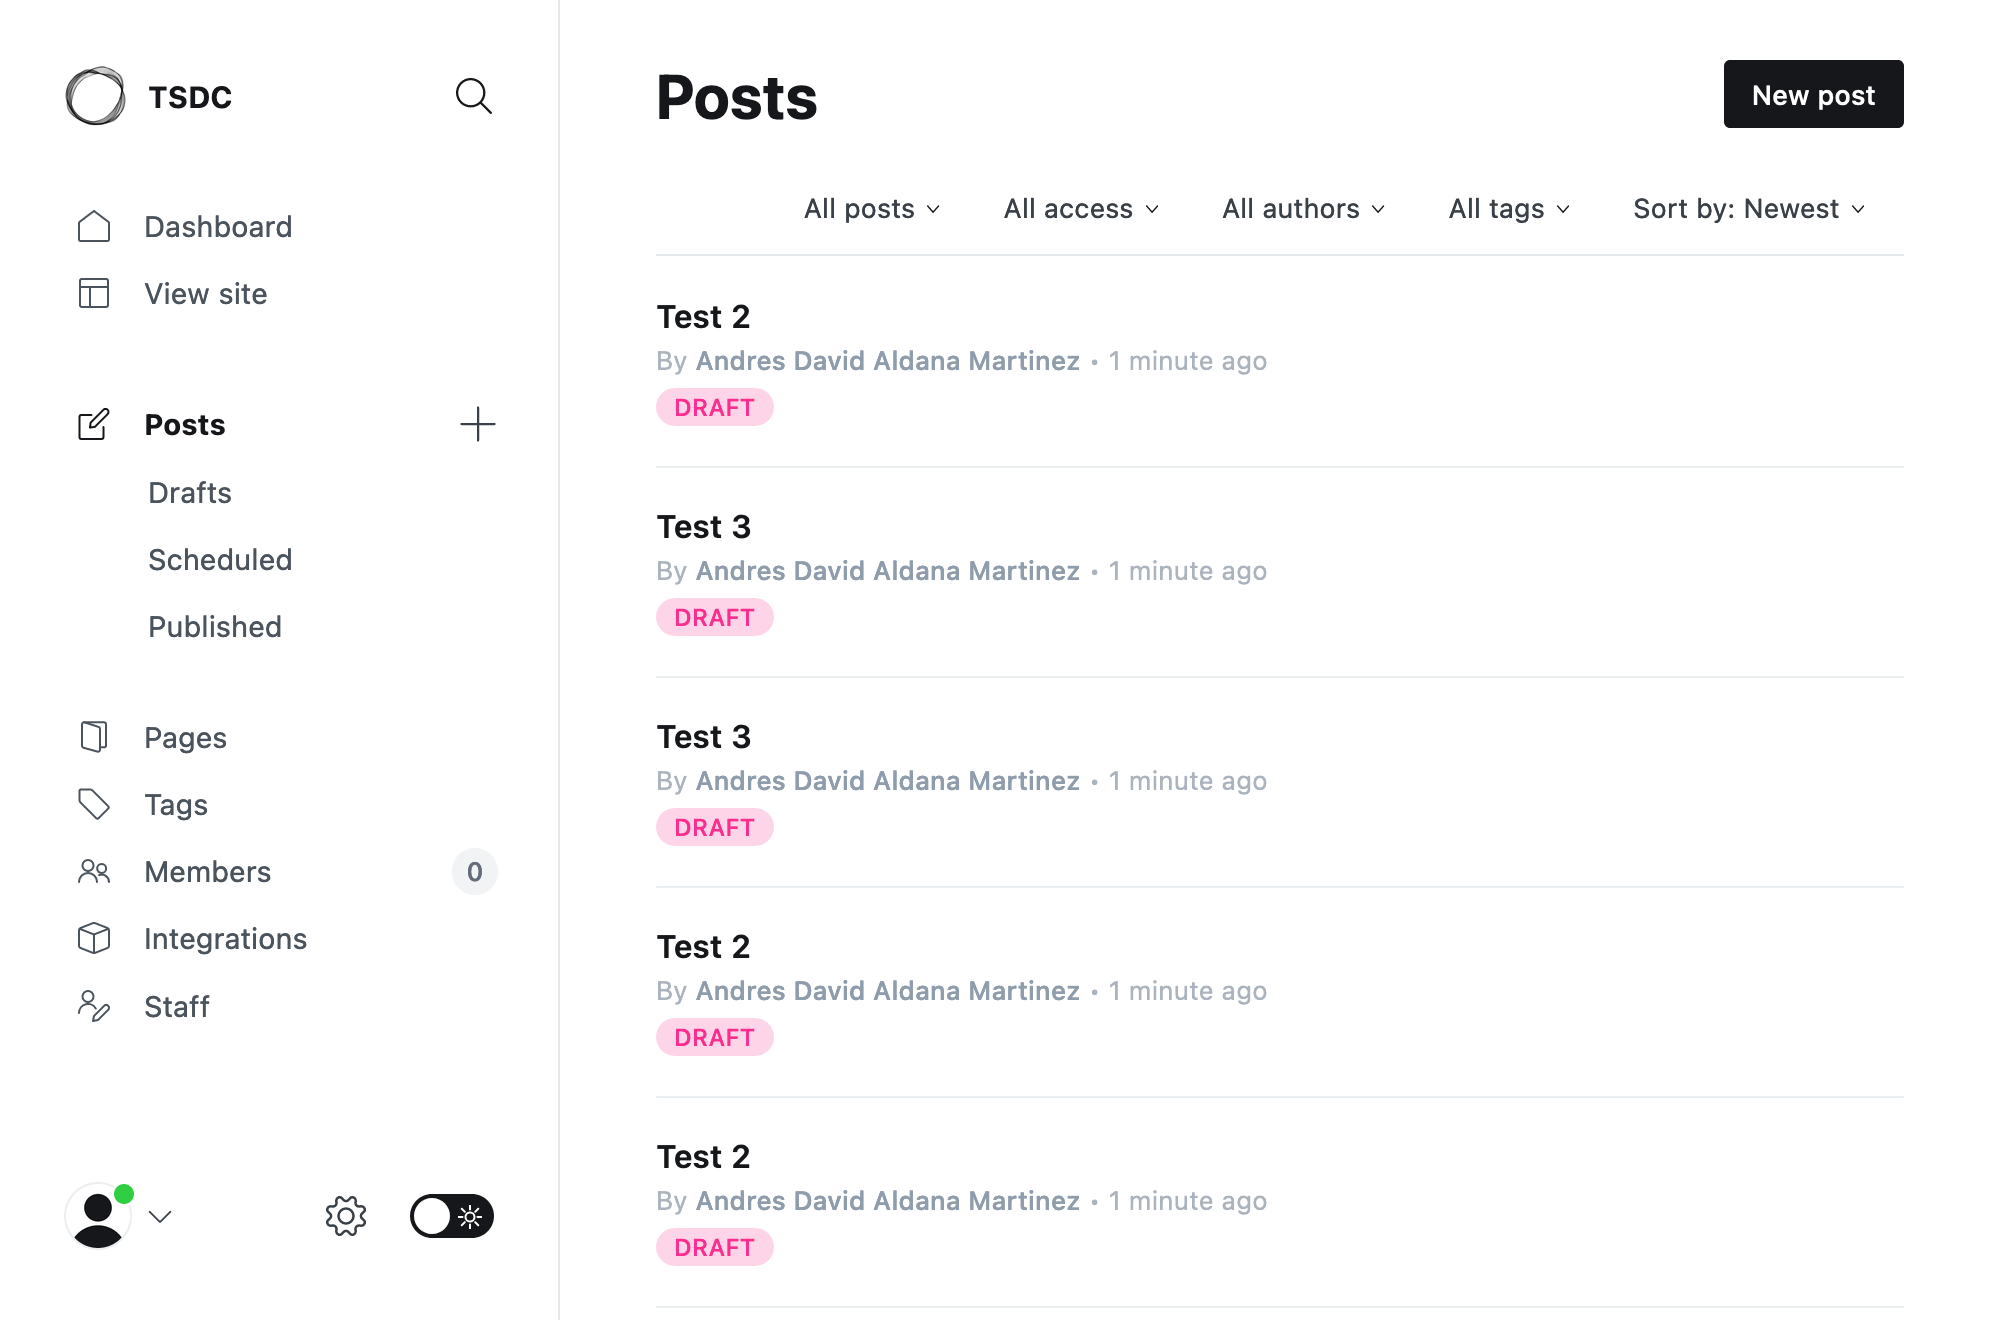 TSDC
Dashboard
View site
Posts
Drafts
Scheduled
Published
Pages
Tags
Members 0
Integrations
Staff
Posts
New post
All posts All access All authors All tags Sort by: Newest
Test 2
By Andres David Aldana Martinez • 1 minute ago
DRAFT
Test 3
By Andres David Aldana Martinez • 1 minute ago
DRAFT
Test 3
By Andres David Aldana Martinez • 1 minute ago
DRAFT
Test 2
By Andres David Aldana Martinez • 1 minute ago
DRAFT
Test 2
By Andres David Aldana Martinez • 1 minute ago
DRAFT